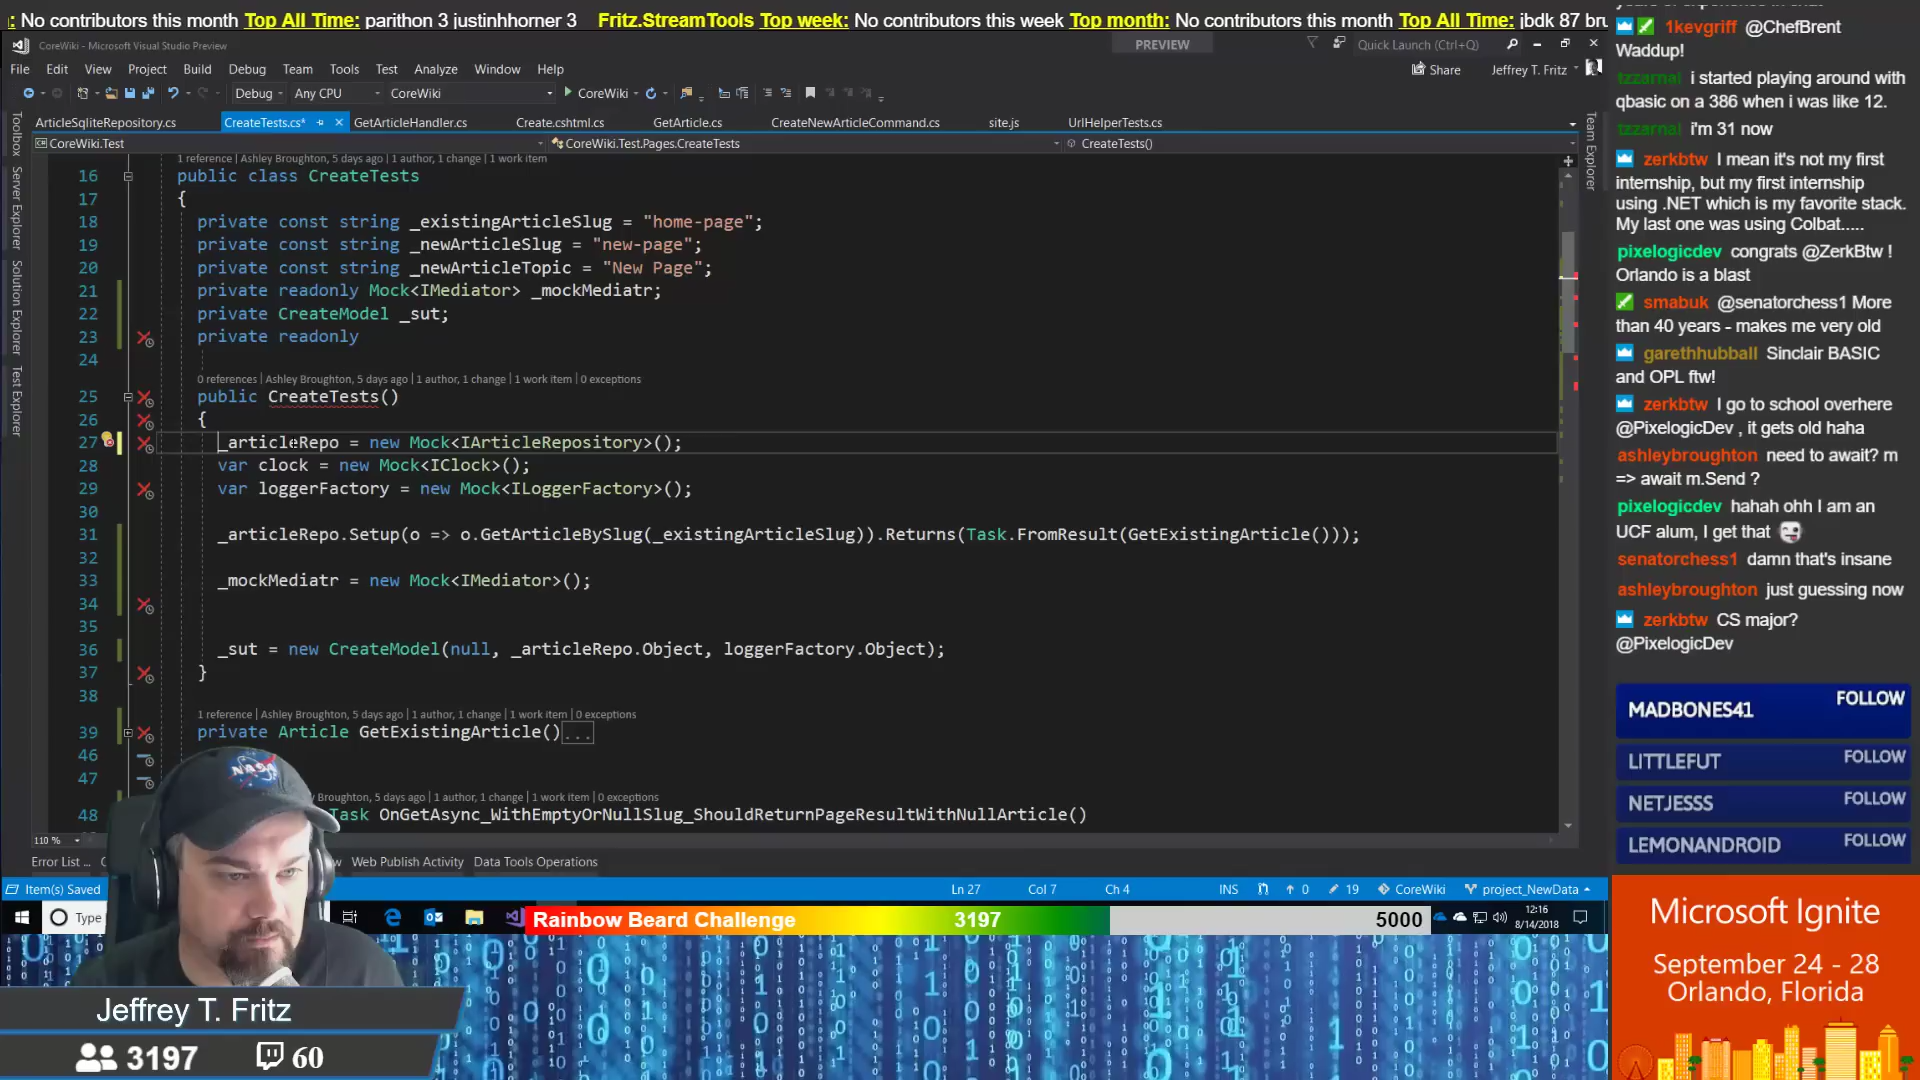 : No contributors this month Top All Time: parithon 3 justinhhorner 3 Fritz.StreamTools Top week: No contributors this week Top month: No contributors this month Top All Time: jbdk 87 bru
CoreWiki - Microsoft Visual Studio Preview
PREVIEW
Quick Launch (Ctrl+Q)
File Edit View Project Build Debug Team Tools Test Analyze Window Help
Share
Jeffrey T. Fritz
Debug Any CPU CoreWiki CoreWiki
ArticleSqliteRepository.cs CreateTests.cs* GetArticleHandler.cs Create.cshtml.cs GetArticle.cs CreateNewArticleCommand.cs site.js UrlHelperTests.cs
CoreWiki.Test CoreWiki.Test.Pages.CreateTests CreateTests()
Toolbox
Server Explorer
Solution Explorer
Test Explorer
Team Explorer
1 reference | Ashley Broughton, 5 days ago | 1 author, 1 change | 1 work item
16 public class CreateTests
17 {
18 private const string _existingArticleSlug = "home-page";
19 private const string _newArticleSlug = "new-page";
20 private const string _newArticleTopic = "New Page";
21 private readonly Mock<IMediator> _mockMediatr;
22 private CreateModel _sut;
23 private readonly
24
0 references | Ashley Broughton, 5 days ago | 1 author, 1 change | 1 work item | 0 exceptions
25 public CreateTests()
26 {
27 _articleRepo = new Mock<IArticleRepository>();
28 var clock = new Mock<IClock>();
29 var loggerFactory = new Mock<ILoggerFactory>();
30
31 _articleRepo.Setup(o => o.GetArticleBySlug(_existingArticleSlug)).Returns(Task.FromResult(GetExistingArticle()));
32
33 _mockMediatr = new Mock<IMediator>();
34
35
36 _sut = new CreateModel(null, _articleRepo.Object, loggerFactory.Object);
37 }
38
1 reference | Ashley Broughton, 5 days ago | 1 author, 1 change | 1 work item | 0 exceptions
39 private Article GetExistingArticle()...
46
47
Broughton, 5 days ago | 1 author, 1 change | 1 work item | 0 exceptions
48 Task OnGetAsync_WithEmptyOrNullSlug_ShouldReturnPageResultWithNullArticle()
110 %
Error List ... Web Publish Activity Data Tools Operations
Item(s) Saved Ln 27 Col 7 Ch 4 INS 0 19 CoreWiki project_NewData
Type
Rainbow Beard Challenge 3197 5000
12:16
8/14/2018
NASA
Jeffrey T. Fritz
3197 60
1kevgriff @ChefBrent
Waddup!
tzzarnal i started playing around with
qbasic on a 386 when i was like 12.
tzzarnal i'm 31 now
zerkbtw I mean it's not my first
internship, but my first internship
using .NET which is my favorite stack.
My last one was using Colbat.....
pixelogicdev congrats @ZerkBtw !
Orlando is a blast
smabuk @senatorchess1 More
than 40 years - makes me very old
garethhubball Sinclair BASIC
and OPL ftw!
zerkbtw I go to school overhere
@PixelogicDev , it gets old haha
ashleybroughton need to await? m
=> await m.Send ?
pixelogicdev hahah ohh I am an
UCF alum, I get that
senatorchess1 damn that's insane
ashleybroughton just guessing now
zerkbtw CS major?
@PixelogicDev
MADBONES41 FOLLOW
LITTLEFUT FOLLOW
NETJESSS FOLLOW
LEMONANDROID FOLLOW
Microsoft Ignite
September 24 - 28
Orlando, Florida